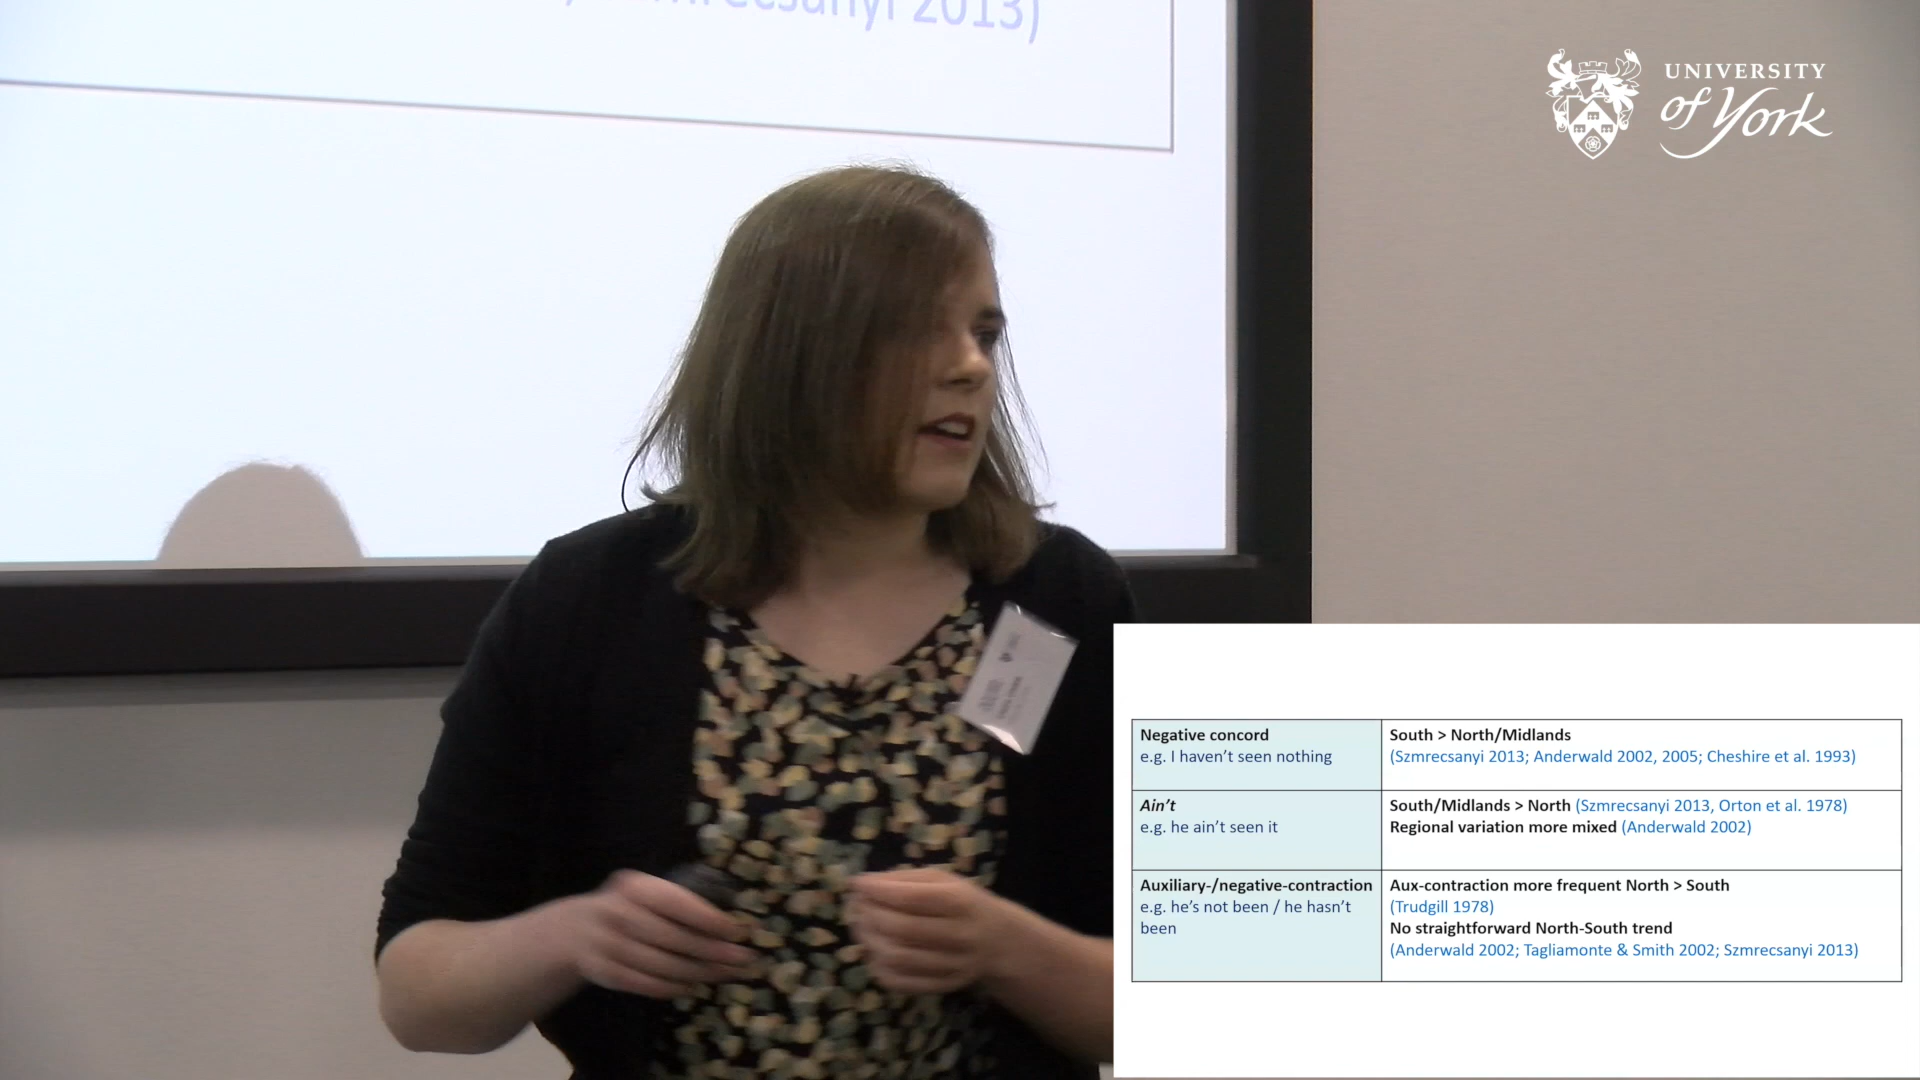 recsanyi 2013)
UNIVERSITY
of York
Negative concord
e.g. I haven't seen nothing
South > North/Midlands
(Szmrecsanyi 2013; Anderwald 2002, 2005; Cheshire et al. 1993)
Ain't
e.g. he ain't seen it
South/Midlands > North (Szmrecsanyi 2013, Orton et al. 1978)
Regional variation more mixed (Anderwald 2002)
Auxiliary-/negative-contraction
e.g. he's not been / he hasn't
been
Aux-contraction more frequent North > South
(Trudgill 1978)
No straightforward North-South trend
(Anderwald 2002; Tagliamonte & Smith 2002; Szmrecsanyi 2013)